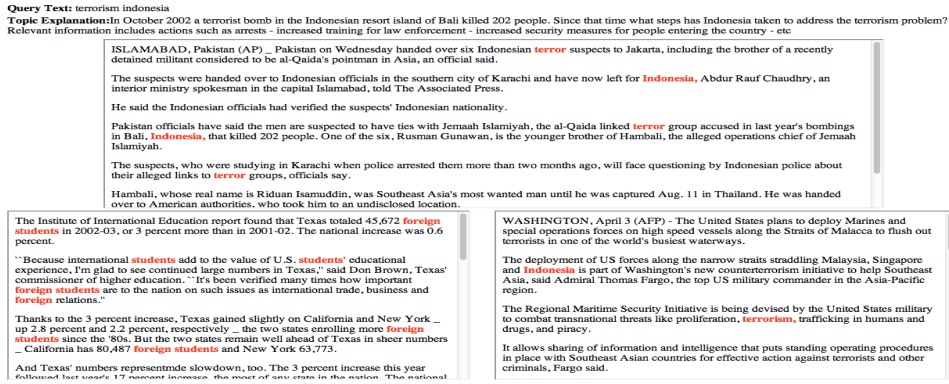 Query Text: terrorism indonesia
Topic Explanation:In October 2002 a terrorist bomb in the Indonesian resort island of Bali killed 202 people. Since that time what steps has Indonesia taken to address the terrorism problem?
Relevant information includes actions such as arrests - increased training for law enforcement - increased security measures for people entering the country - etc
ISLAMABAD, Pakistan (AP) _ Pakistan on Wednesday handed over six Indonesian terror suspects to Jakarta, including the brother of a recently
detained militant considered to be al-Qaida's pointman in Asia, an official said.
The suspects were handed over to Indonesian officials in the southern city of Karachi and have now left for Indonesia, Abdur Rauf Chaudhry, an
interior ministry spokesman in the capital Islamabad, told The Associated Press.
He said the Indonesian officials had verified the suspects' Indonesian nationality.
Pakistan officials have said the men are suspected to have ties with Jemaah Islamiyah, the al-Qaida linked terror group accused in last year's bombings
in Bali, Indonesia, that killed 202 people. One of the six, Rusman Gunawan, is the younger brother of Hambali, the alleged operations chief of Jemaah
Islamiyah.
The suspects, who were studying in Karachi when police arrested them more than two months ago, will face questioning by Indonesian police about
their alleged links to terror groups, officials say.
Hambali, whose real name is Riduan Isamuddin, was Southeast Asia's most wanted man until he was captured Aug. 11 in Thailand. He was handed
over to American authorities, who took him to an undisclosed location.
The Institute of International Education report found that Texas totaled 45,672 foreign
students in 2002-03, or 3 percent more than in 2001-02. The national increase was 0.6
percent.
``Because international students add to the value of U.S. students' educational
experience, I'm glad to see continued large numbers in Texas,'' said Don Brown, Texas'
commissioner of higher education. ``It's been verified many times how important
foreign students are to the nation on such issues as international trade, business and
foreign relations.''
Thanks to the 3 percent increase, Texas gained slightly on California and New York _
up 2.8 percent and 2.2 percent, respectively _ the two states enrolling more foreign
students since the '80s. But the two states remain well ahead of Texas in sheer numbers
_ California has 80,487 foreign students and New York 63,773.
And Texas' numbers representmde slowdown, too. The 3 percent increase this year
followed last year's 17 percent increase, the most of any state in the nation. The national
WASHINGTON, April 3 (AFP) - The United States plans to deploy Marines and
special operations forces on high speed vessels along the Straits of Malacca to flush out
terrorists in one of the world's busiest waterways.
The deployment of US forces along the narrow straits straddling Malaysia, Singapore
and Indonesia is part of Washington's new counterterrorism initiative to help Southeast
Asia, said Admiral Thomas Fargo, the top US military commander in the Asia-Pacific
region.
The Regional Maritime Security Initiative is being devised by the United States military
to combat transnational threats like proliferation, terrorism, trafficking in humans and
drugs, and piracy.
It allows sharing of information and intelligence that puts standing operating procedures
in place with Southeast Asian countries for effective action against terrorists and other
criminals, Fargo said.